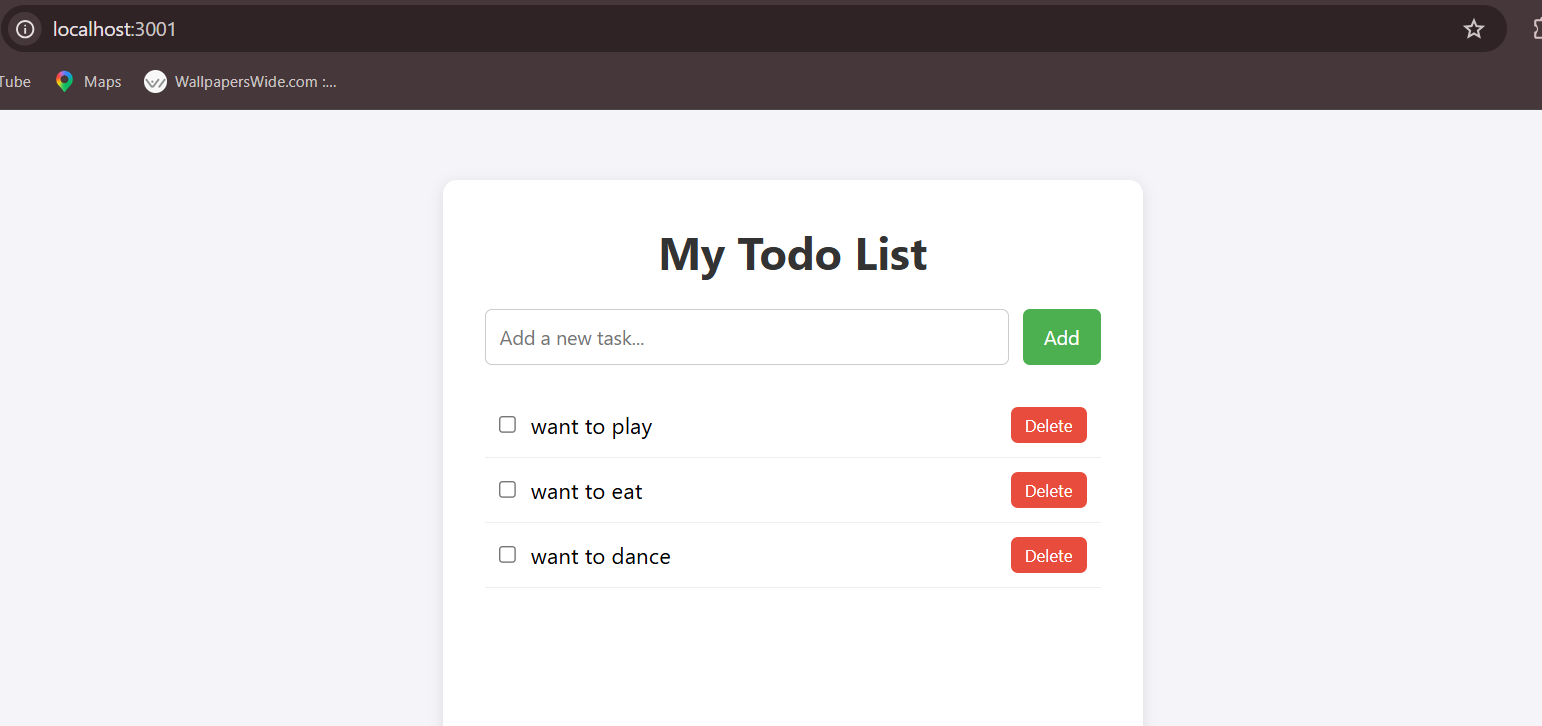 localhost:3001
Tube Maps WallpapersWide.com :...
My Todo List
Add a new task... Add
want to play Delete
want to eat Delete
want to dance Delete